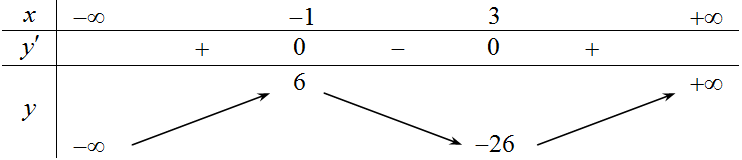 x −∞ −1 3 +∞
y′ + 0 − 0 +
6 +∞
y
−∞ −26